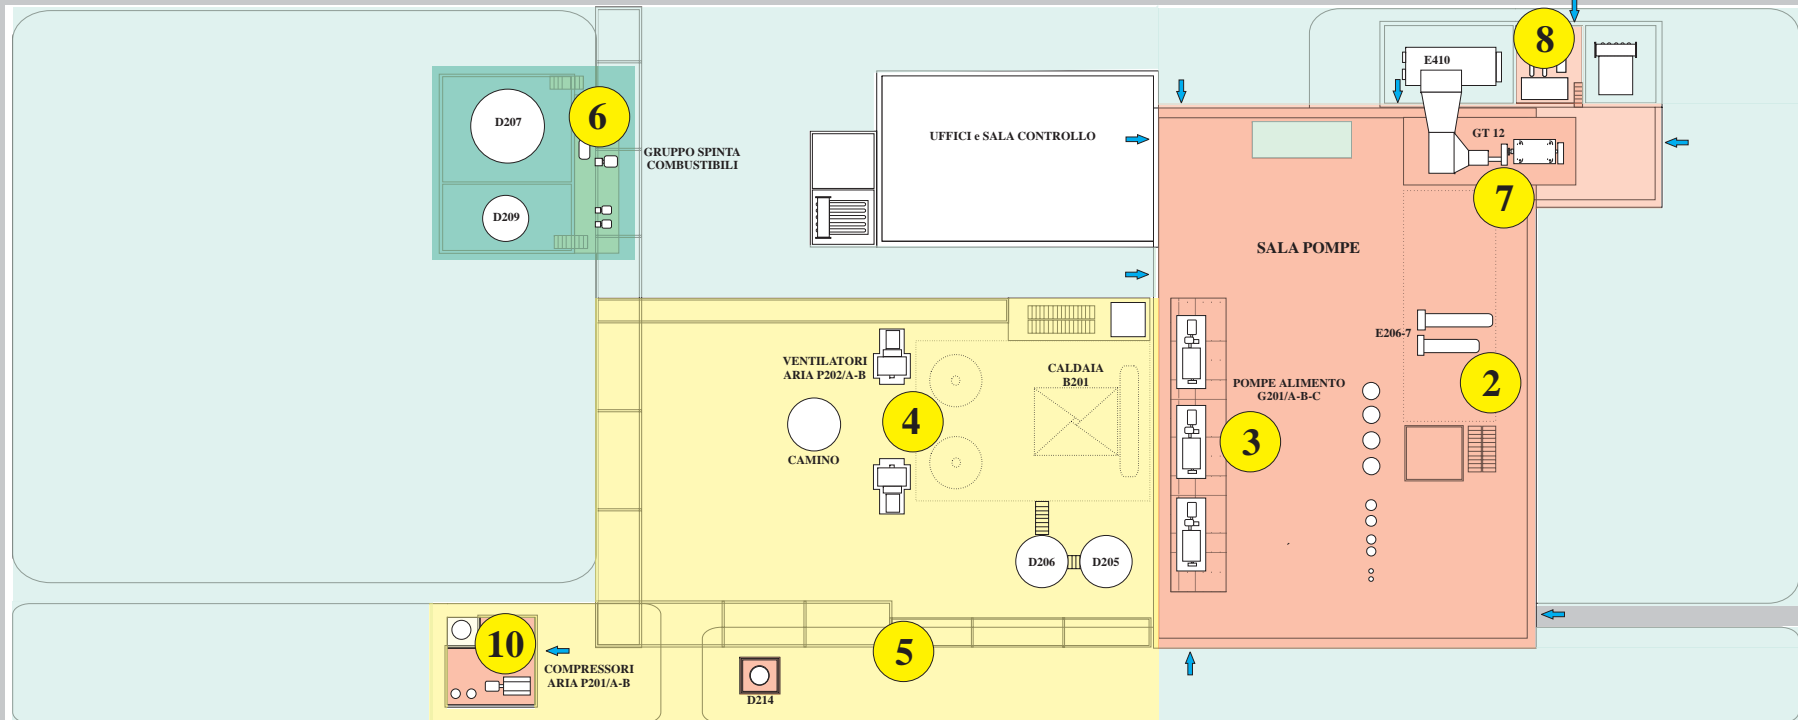 8
E410
D207
6
GT 12
UFFICI e SALA CONTROLLO
GRUPPO SPINTA
COMBUSTIBILI
7
D209
SALA POMPE
E206-7
VENTILATORI
ARIA P202/A-B
CALDAIA
B201
POMPE ALIMENTO
G201/A-B-C
2
4
3
CAMINO
D206
D205
10
5
COMPRESSORI
ARIA P201/A-B
D214